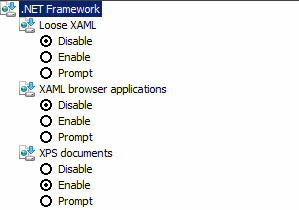 .NET Framework
Loose XAML
Disable
Enable
Prompt
XAML browser applications
Disable
Enable
Prompt
XPS documents
Disable
Enable
Prompt